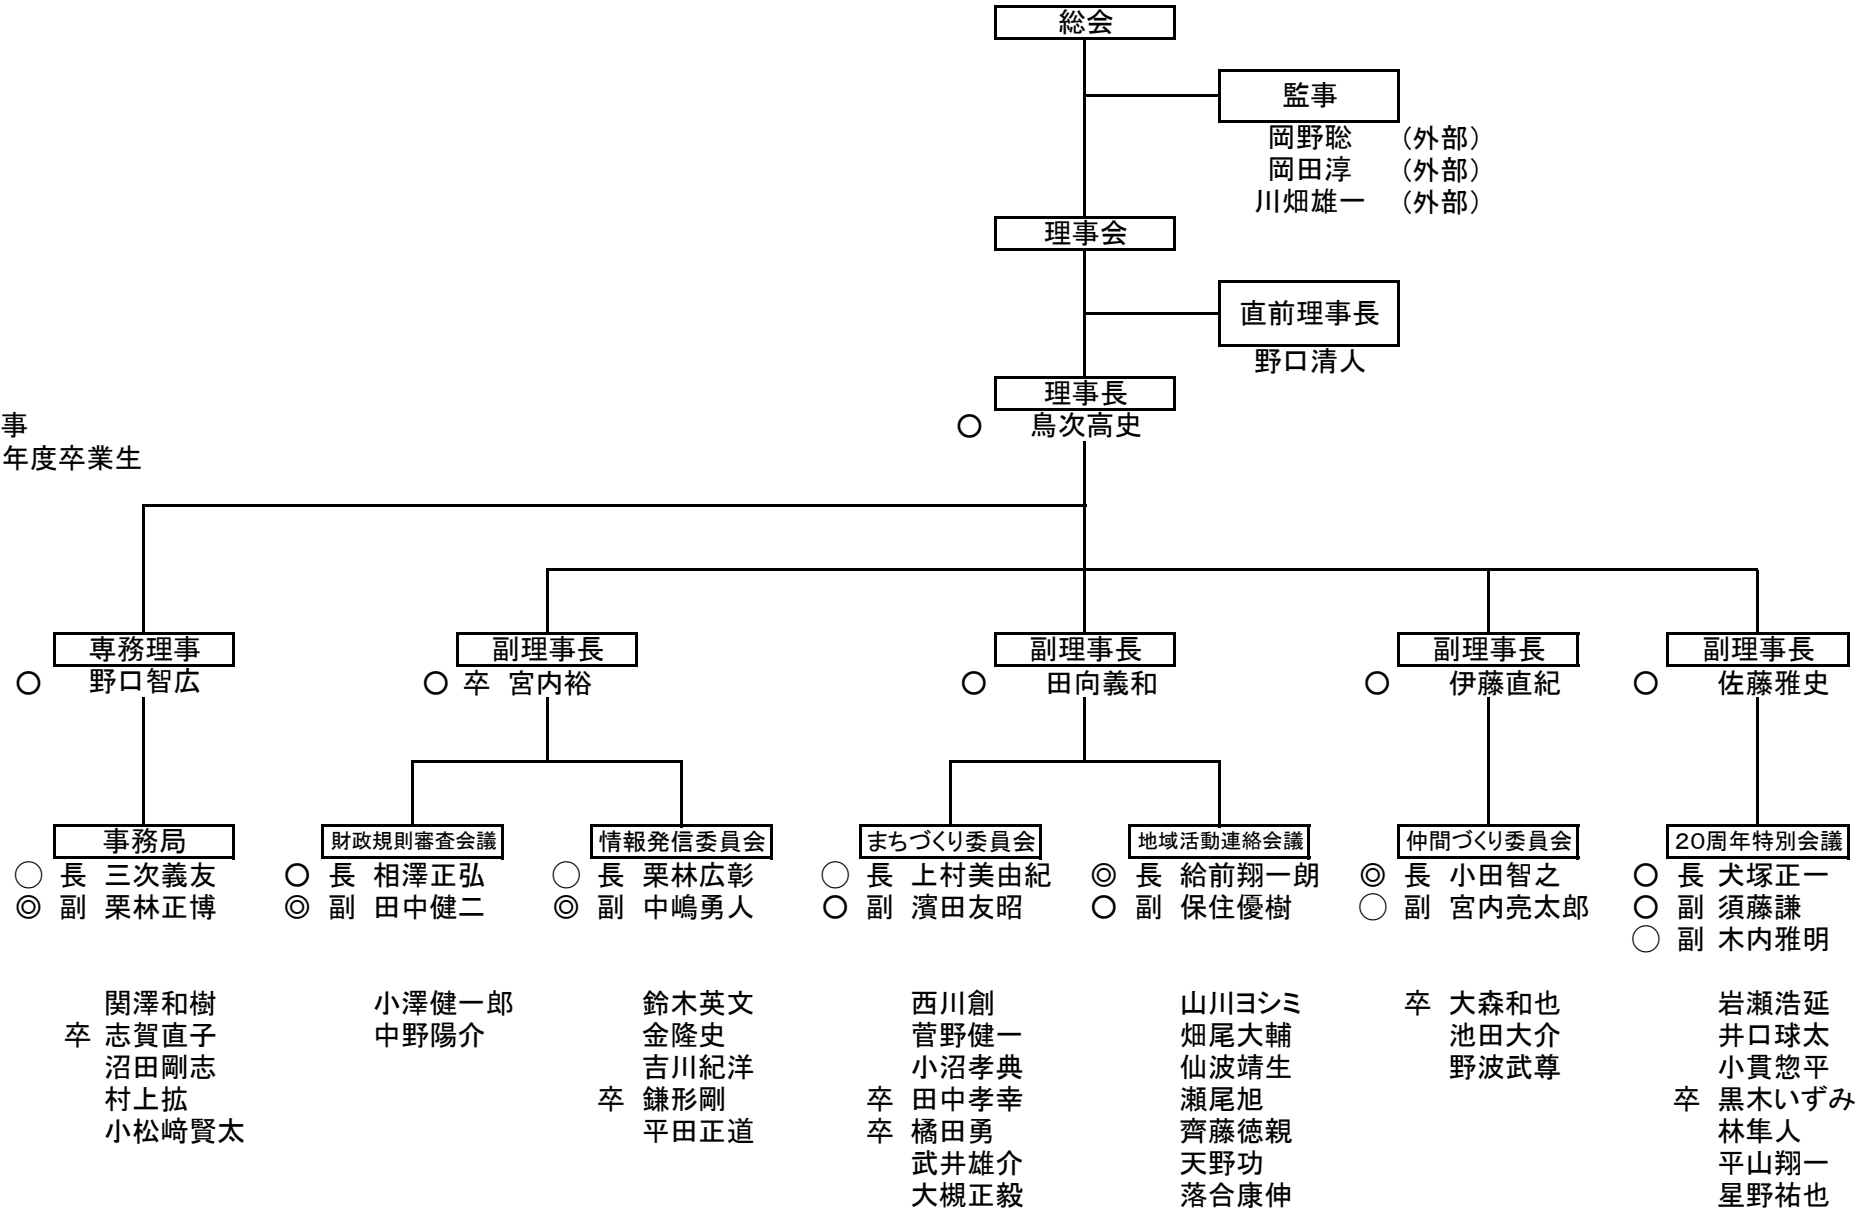 総会
監事
岡野聡 (外部)
岡田淳 (外部)
川畑雄一 (外部)
理事会
直前理事長
野口清人
理事長
○ 鳥次高史
事
年度卒業生
専務理事
○ 野口智広
副理事長
○ 卒 宮内裕
副理事長
○ 田向義和
副理事長
○ 伊藤直紀
副理事長
○ 佐藤雅史
事務局
○ 長 三次義友
◎ 副 栗林正博
関澤和樹
卒 志賀直子
沼田剛志
村上拡
小松﨑賢太
財政規則審査会議
○ 長 相澤正弘
◎ 副 田中健二
小澤健一郎
中野陽介
情報発信委員会
○ 長 栗林広彰
◎ 副 中嶋勇人
鈴木英文
金隆史
吉川紀洋
卒 鎌形剛
平田正道
まちづくり委員会
○ 長 上村美由紀
○ 副 濱田友昭
西川創
菅野健一
小沼孝典
卒 田中孝幸
卒 橘田勇
武井雄介
大槻正毅
地域活動連絡会議
◎ 長 給前翔一朗
○ 副 保住優樹
山川ヨシミ
畑尾大輔
仙波靖生
瀬尾旭
齊藤徳親
天野功
落合康伸
仲間づくり委員会
◎ 長 小田智之
○ 副 宮内亮太郎
卒 大森和也
池田大介
野波武尊
20周年特別会議
○ 長 犬塚正一
○ 副 須藤謙
○ 副 木内雅明
岩瀬浩延
井口球太
小貫惣平
卒 黒木いずみ
林隼人
平山翔一
星野祐也